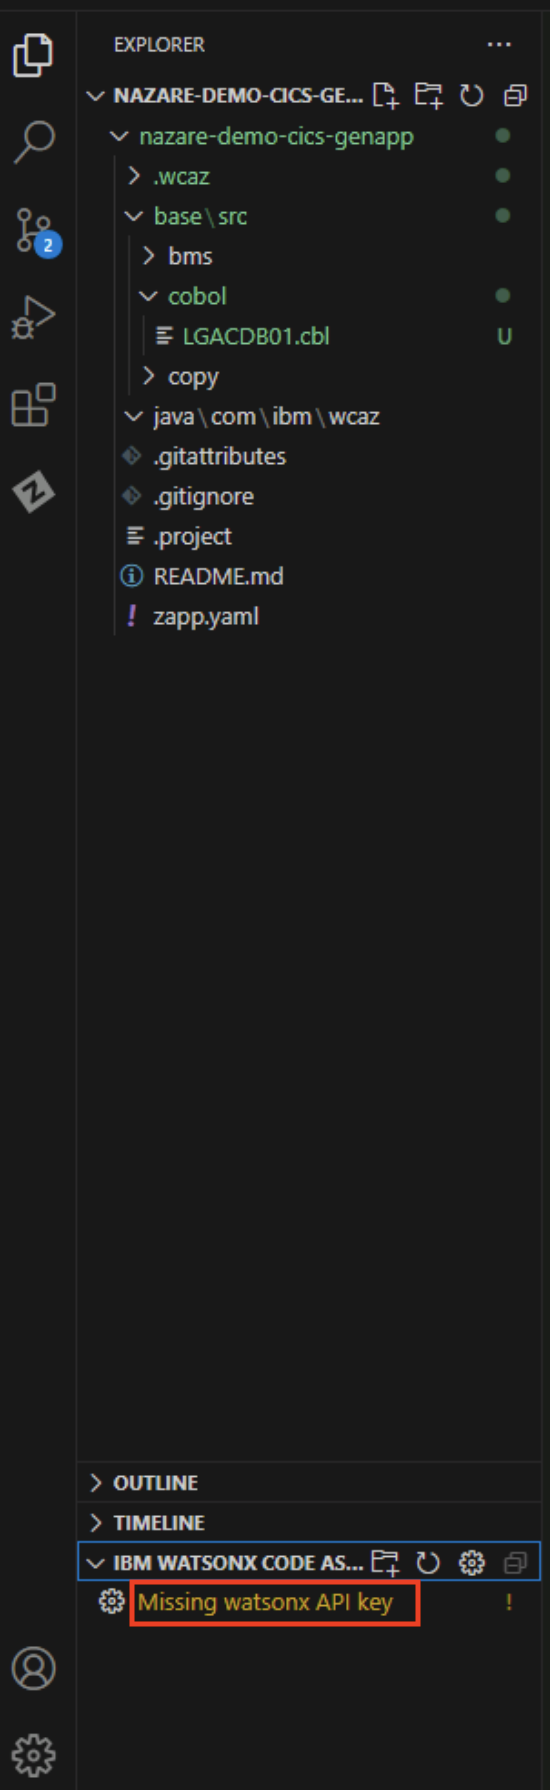 EXPLORER
NAZARE-DEMO-CICS-GE...
nazare-demo-cics-genapp
.wcaz
base\src
bms
2
cobol
LGACDB01.cbl U
copy
java\com\ibm\wcaz
.gitattributes
.gitignore
.project
README.md
! zapp.yaml
OUTLINE
TIMELINE
IBM WATSONX CODE AS...
Missing watsonx API key !